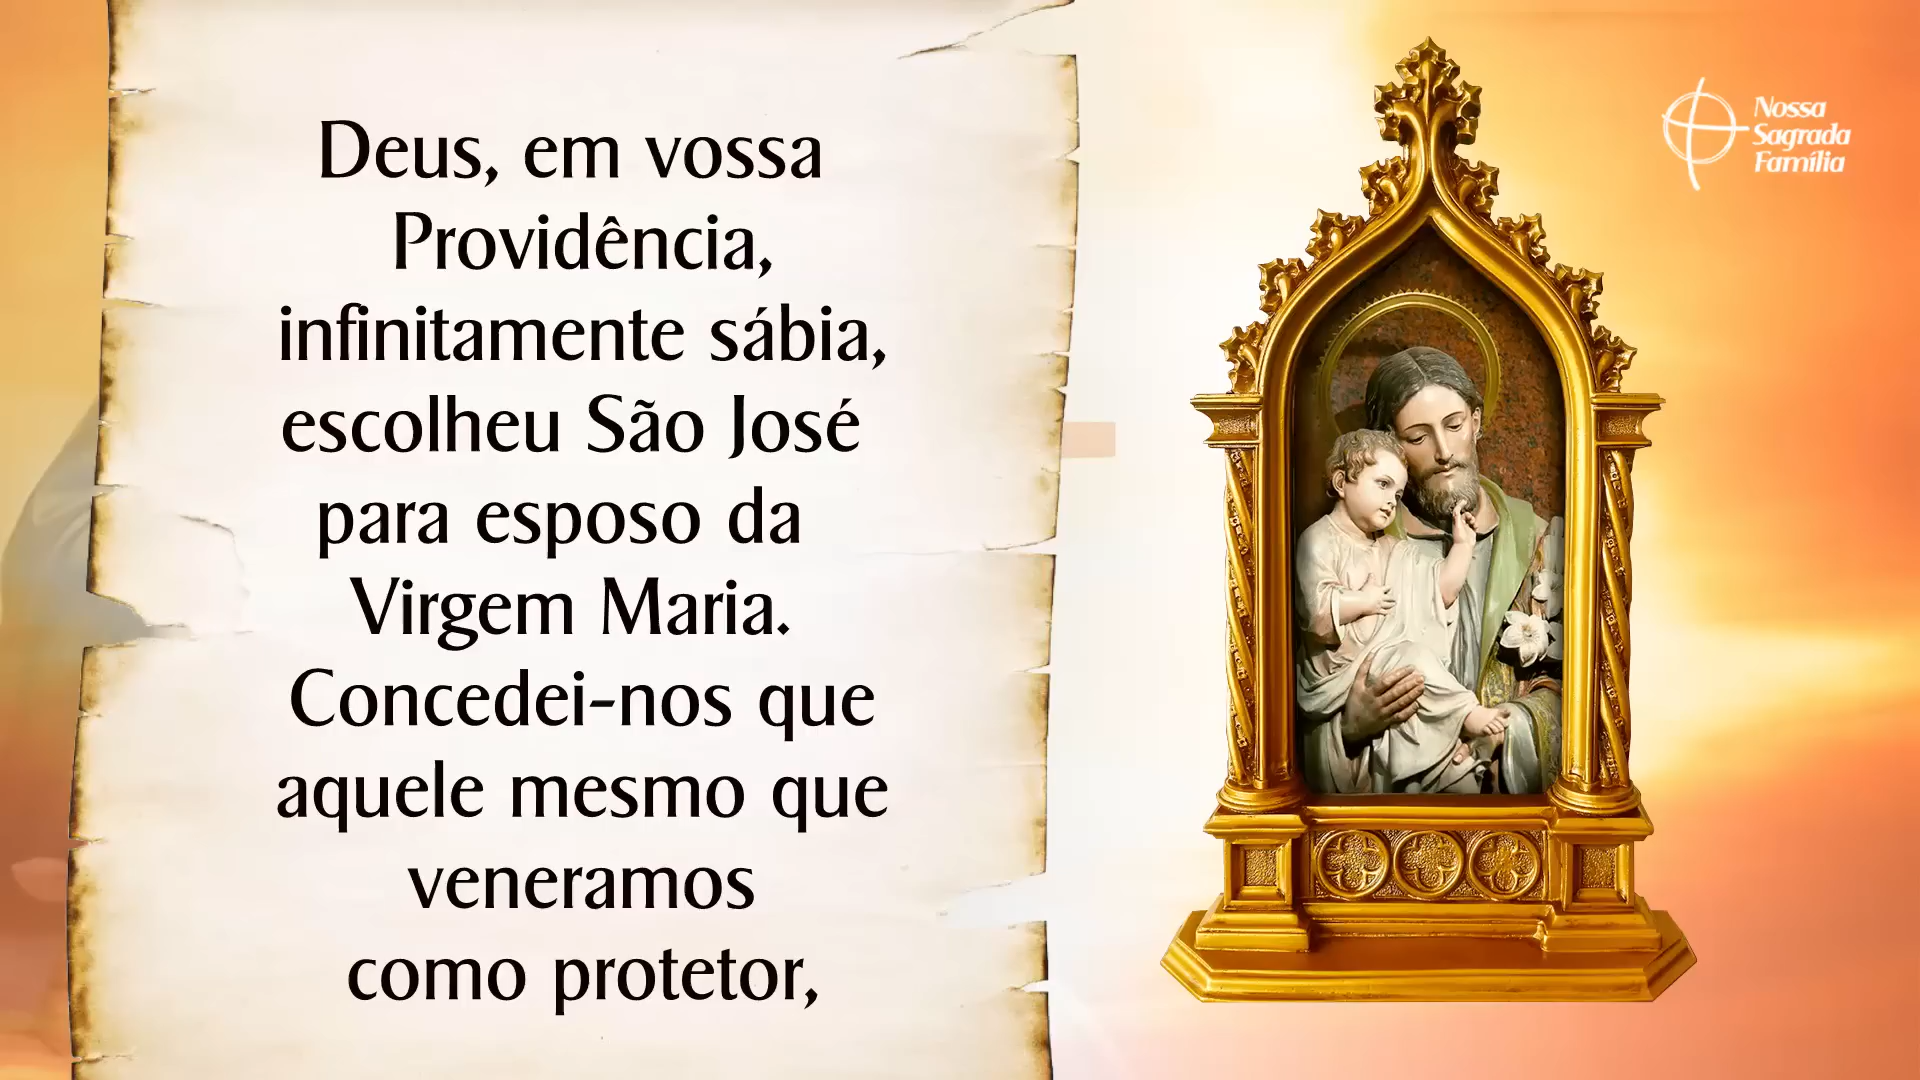 Deus, em vossa
Providência,
infinitamente sábia,
escolheu São José
para esposo da
Virgem Maria.
Concedei-nos que
aquele mesmo que
veneramos
como protetor,
Nossa
Sagrada
Família